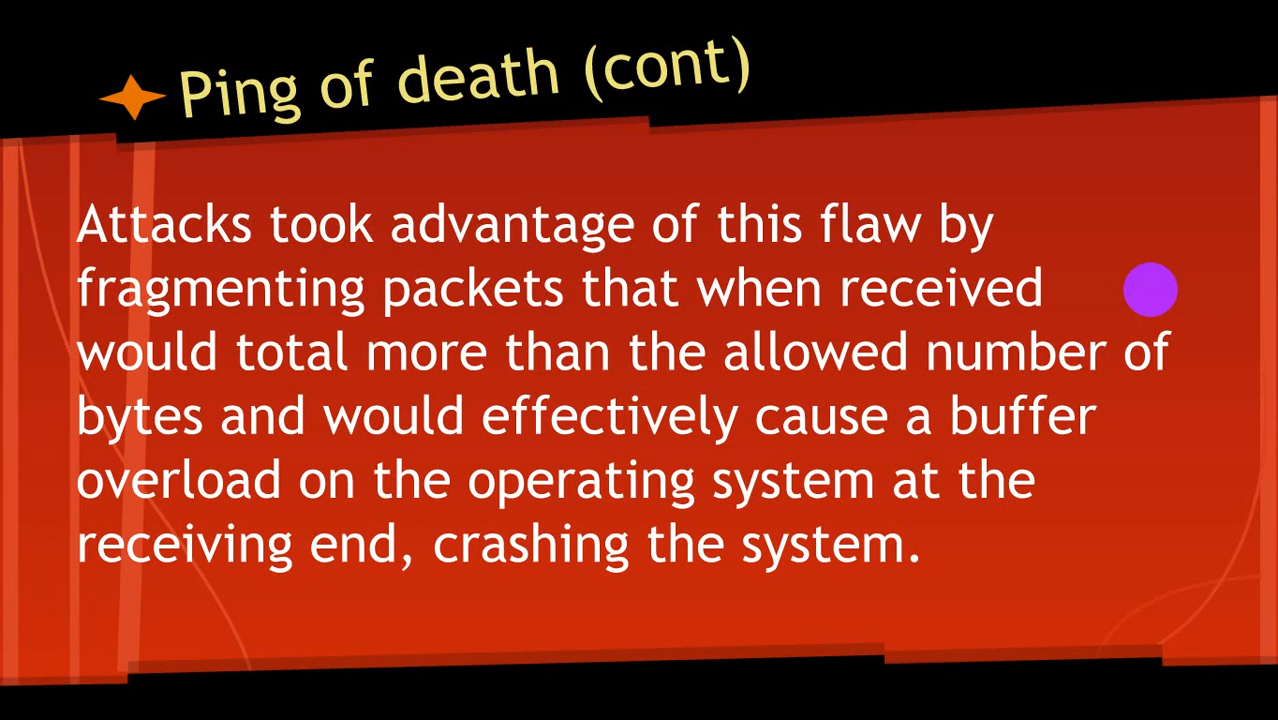 Ping of death (cont)
Attacks took advantage of this flaw by
fragmenting packets that when received
would total more than the allowed number of
bytes and would effectively cause a buffer
overload on the operating system at the
receiving end, crashing the system.